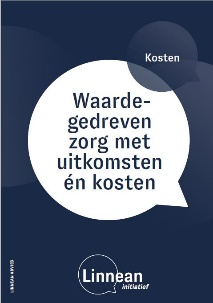 Kosten
Waarde-
gedreven
zorg met
uitkomsten
én kosten
Linnean
initiatief